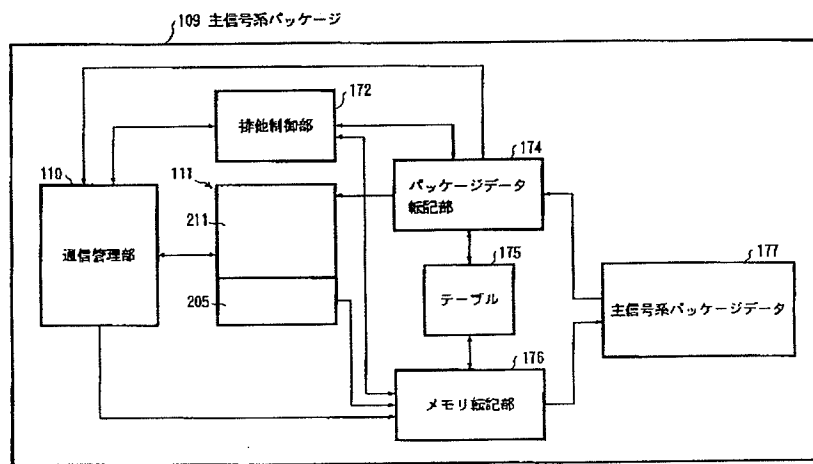 109 主信号系パッケージ
172
排他制御部
174
パッケージデータ
転記部
110
通信管理部
111
211
205
175
テーブル
177
主信号系パッケージデータ
176
メモリ転記部